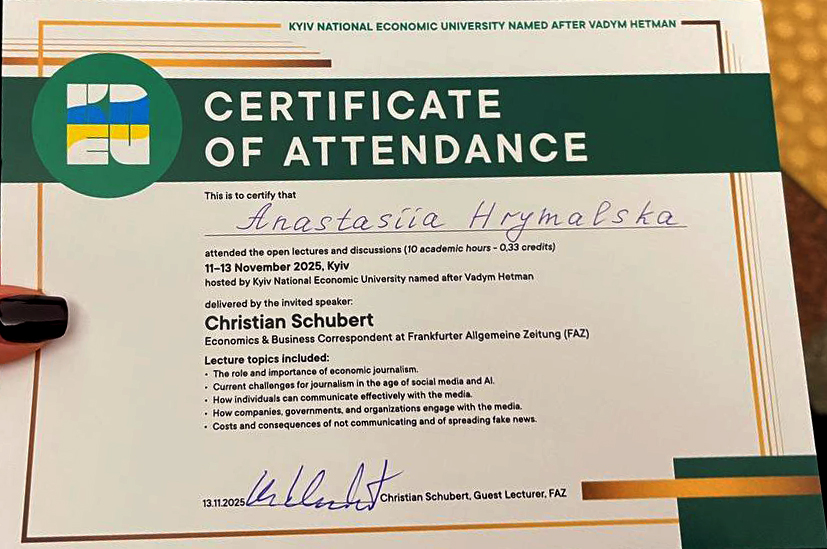 KYIV NATIONAL ECONOMIC UNIVERSITY NAMED AFTER VADYM HETMAN
KN
EU
CERTIFICATE
OF ATTENDANCE
This is to certify that
Anastasiia Hrymalska
attended the open lectures and discussions (10 academic hours - 0,33 credits)
11–13 November 2025, Kyiv
hosted by Kyiv National Economic University named after Vadym Hetman
delivered by the invited speaker:
Christian Schubert
Economics & Business Correspondent at Frankfurter Allgemeine Zeitung (FAZ)
Lecture topics included:
• The role and importance of economic journalism.
• Current challenges for journalism in the age of social media and AI.
• How individuals can communicate effectively with the media.
• How companies, governments, and organizations engage with the media.
• Costs and consequences of not communicating and of spreading fake news.
13.11.2025 Christian Schubert, Guest Lecturer, FAZ